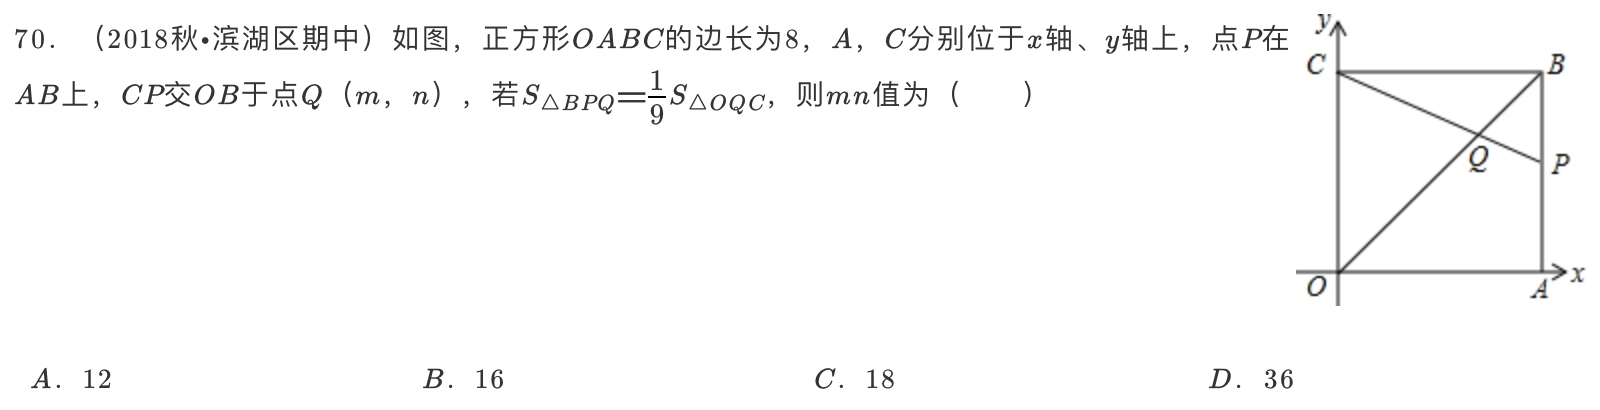 70. （2018秋•滨湖区期中）如图，正方形OABC的边长为8，A，C分别位于x轴、y轴上，点P在
AB上，CP交OB于点Q（m，n），若S△BPQ=1/9S△OQC，则mn值为（　　）
y
C
B
Q
P
O
A
x
A. 12
B. 16
C. 18
D. 36